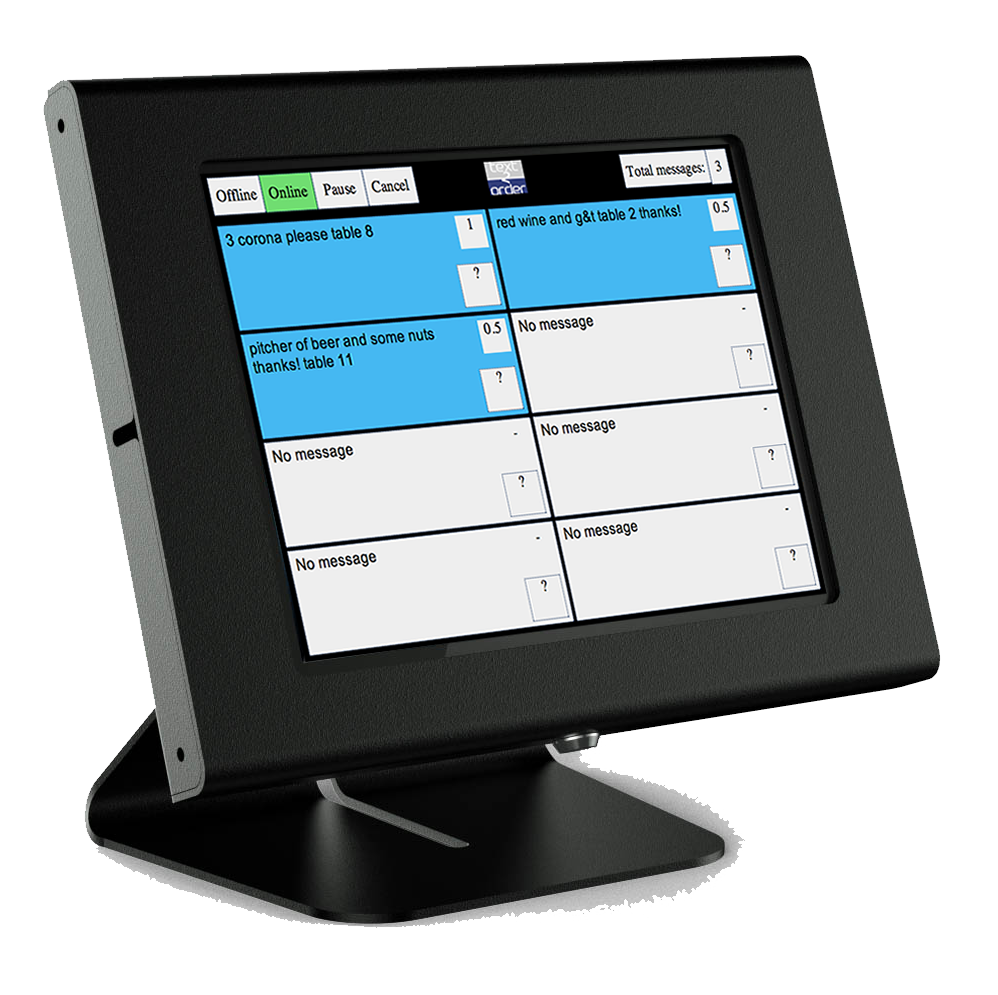 Offline Online Pause Cancel
text
2
order
Total messages: 3
3 corona please table 8
1
?
red wine and g&t table 2 thanks!
0.5
?
pitcher of beer and some nuts
thanks! table 11
0.5
?
No message
-
?
No message
-
?
No message
-
?
No message
-
?
No message
-
?